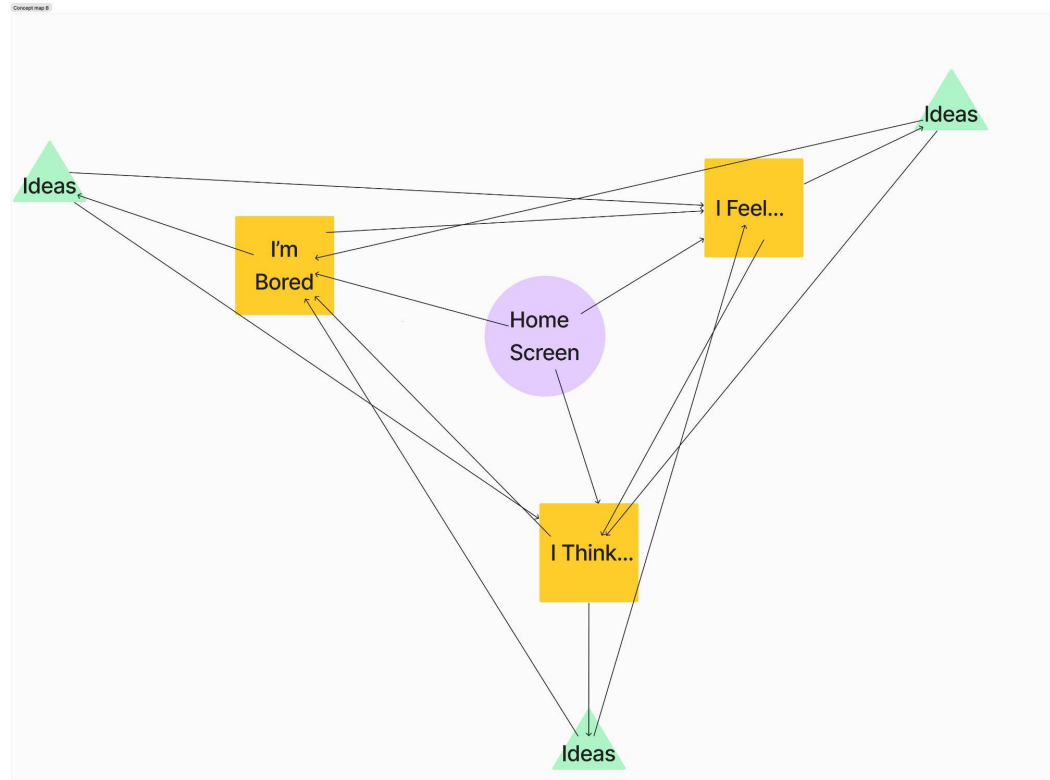 Concept map B
Ideas
Ideas
I Feel...
I'm
Bored
Home
Screen
I Think...
Ideas